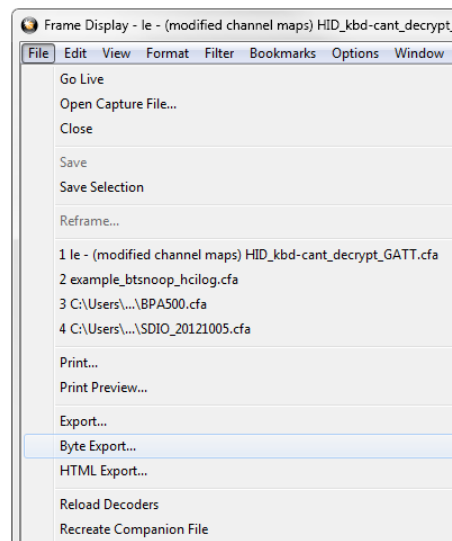 Frame Display - le - (modified channel maps) HID_kbd-cant_decrypt_
File Edit View Format Filter Bookmarks Options Window
Go Live
Open Capture File...
Close
Save
Save Selection
Reframe...
1 le - (modified channel maps) HID_kbd-cant_decrypt_GATT.cfa
2 example_btsnoop_hcilog.cfa
3 C:\Users\...\BPA500.cfa
4 C:\Users\...\SDIO_20121005.cfa
Print...
Print Preview...
Export...
Byte Export...
HTML Export...
Reload Decoders
Recreate Companion File